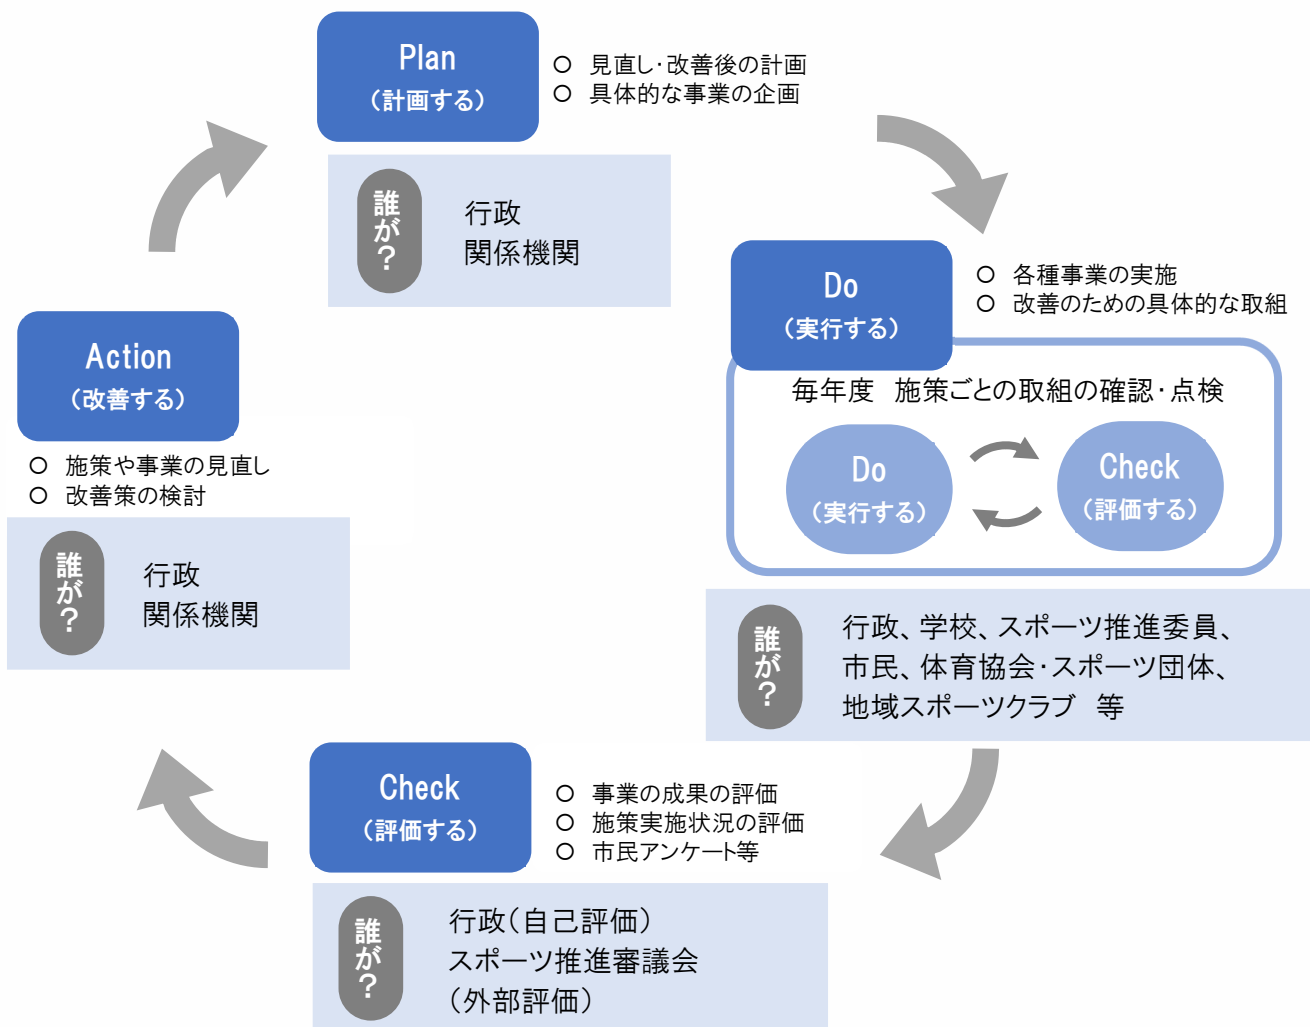 Plan
（計画する）
○ 見直し・改善後の計画
○ 具体的な事業の企画
誰が？
行政
関係機関
Do
（実行する）
○ 各種事業の実施
○ 改善のための具体的な取組
毎年度　施策ごとの取組の確認・点検
Do
（実行する）
Check
（評価する）
誰が？
行政、学校、スポーツ推進委員、
市民、体育協会・スポーツ団体、
地域スポーツクラブ　等
Check
（評価する）
○ 事業の成果の評価
○ 施策実施状況の評価
○ 市民アンケート等
誰が？
行政（自己評価）
スポーツ推進審議会
（外部評価）
Action
（改善する）
○ 施策や事業の見直し
○ 改善策の検討
誰が？
行政
関係機関